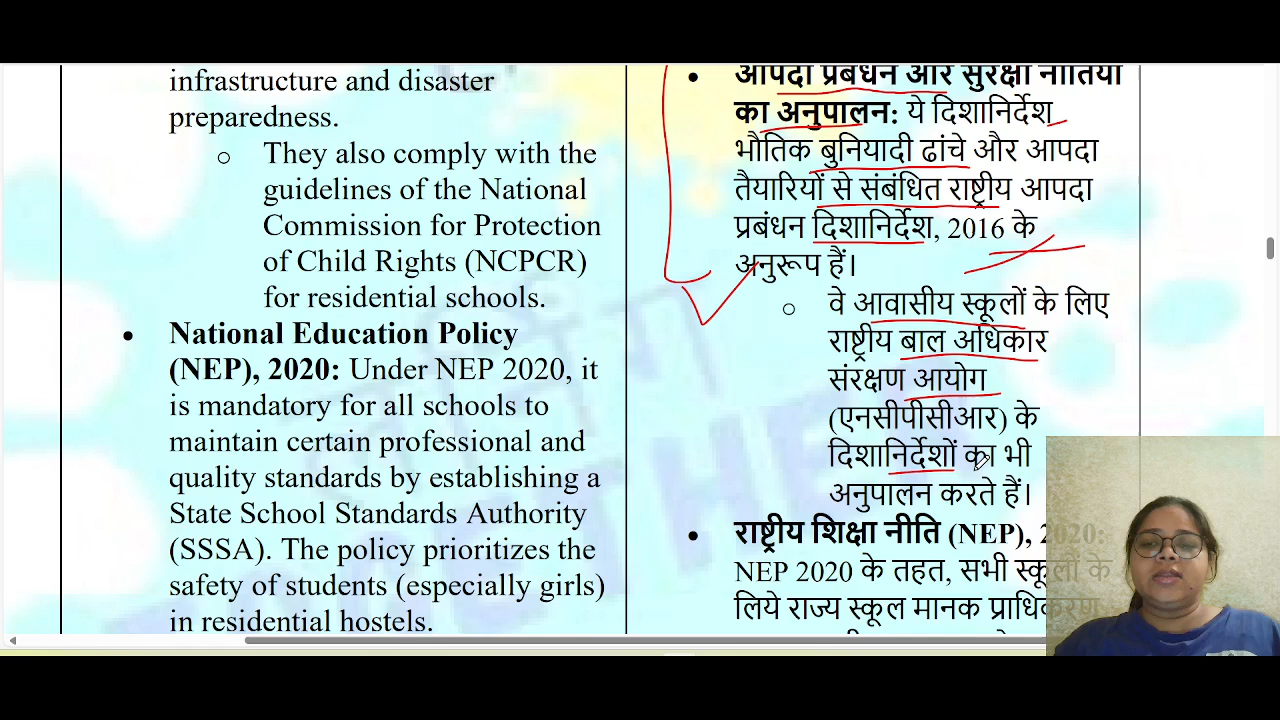 infrastructure and disaster
preparedness.
○ They also comply with the
guidelines of the National
Commission for Protection
of Child Rights (NCPCR)
for residential schools.
• National Education Policy
(NEP), 2020: Under NEP 2020, it
is mandatory for all schools to
maintain certain professional and
quality standards by establishing a
State School Standards Authority
(SSSA). The policy prioritizes the
safety of students (especially girls)
in residential hostels.
• आपदा प्रबंधन और सुरक्षा नीतियों
का अनुपालन: ये दिशानिर्देश
भौतिक बुनियादी ढांचे और आपदा
तैयारियों से संबंधित राष्ट्रीय आपदा
प्रबंधन दिशानिर्देश, 2016 के
अनुरूप हैं।
○ वे आवासीय स्कूलों के लिए
राष्ट्रीय बाल अधिकार
संरक्षण आयोग
(एनसीपीसीआर) के
दिशानिर्देशों का भी
अनुपालन करते हैं।
• राष्ट्रीय शिक्षा नीति (NEP), 2020:
NEP 2020 के तहत, सभी स्कूलों के
लिये राज्य स्कूल मानक प्राधिकरण